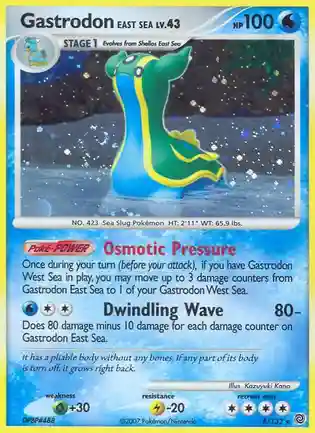 Gastrodon EAST SEA LV.43 HP 100
STAGE 1 Evolves from Shellos East Sea
NO. 423 Sea Slug Pokémon HT: 2'11" WT: 65.9 lbs.
Poké-POWER Osmotic Pressure
Once during your turn (before your attack), if you have Gastrodon
West Sea in play, you may move up to 3 damage counters from
Gastrodon East Sea to 1 of your Gastrodon West Sea.
Dwindling Wave 80-
Does 80 damage minus 10 damage for each damage counter on
Gastrodon East Sea.
It has a pliable body without any bones. If any part of its body
is torn off, it grows right back.
Illus. Kazuyuki Kano
weakness resistance retreat cost
+30 -20
©2007 Pokémon/Nintendo